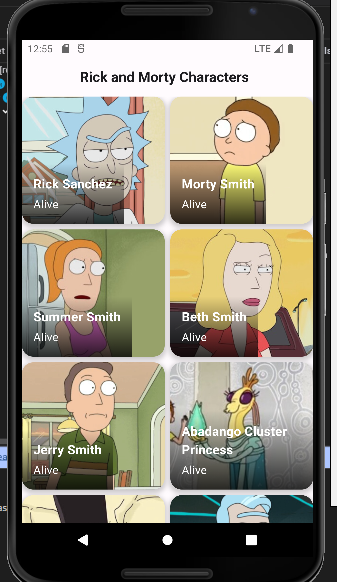 12:55
LTE
Rick and Morty Characters
Rick Sanchez
Alive
Morty Smith
Alive
Summer Smith
Alive
Beth Smith
Alive
Jerry Smith
Alive
Abadango Cluster
Princess
Alive